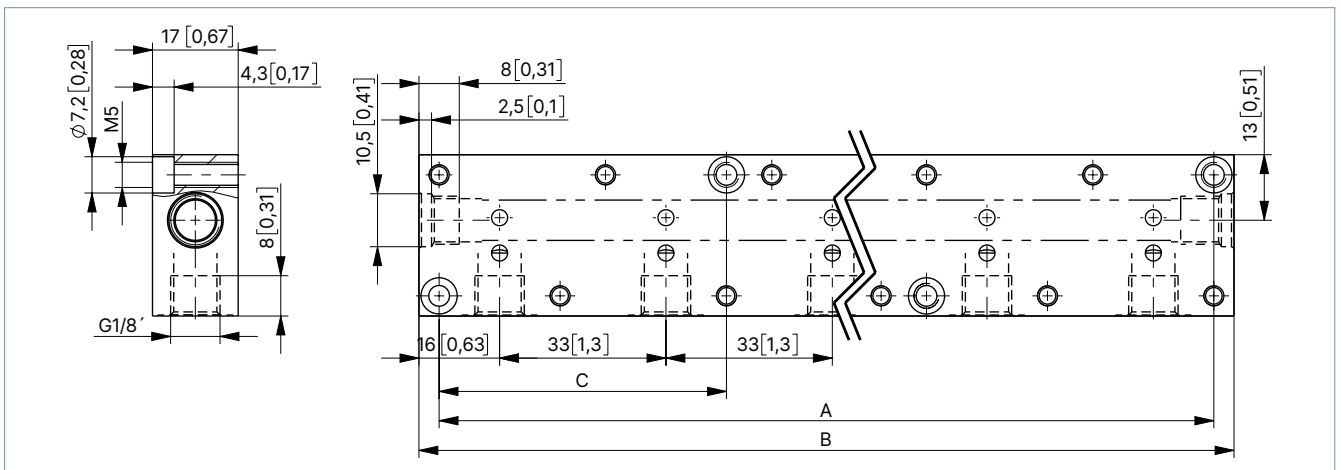 17 [0,67]
4,3[0,17]
⌀7,2 [0,28]
M5
8 [0,31]
G1/8´
8[0,31]
2,5[0,1]
10,5 [0,41]
13 [0,51]
16 [0,63]
33[1,3]
33[1,3]
C
A
B